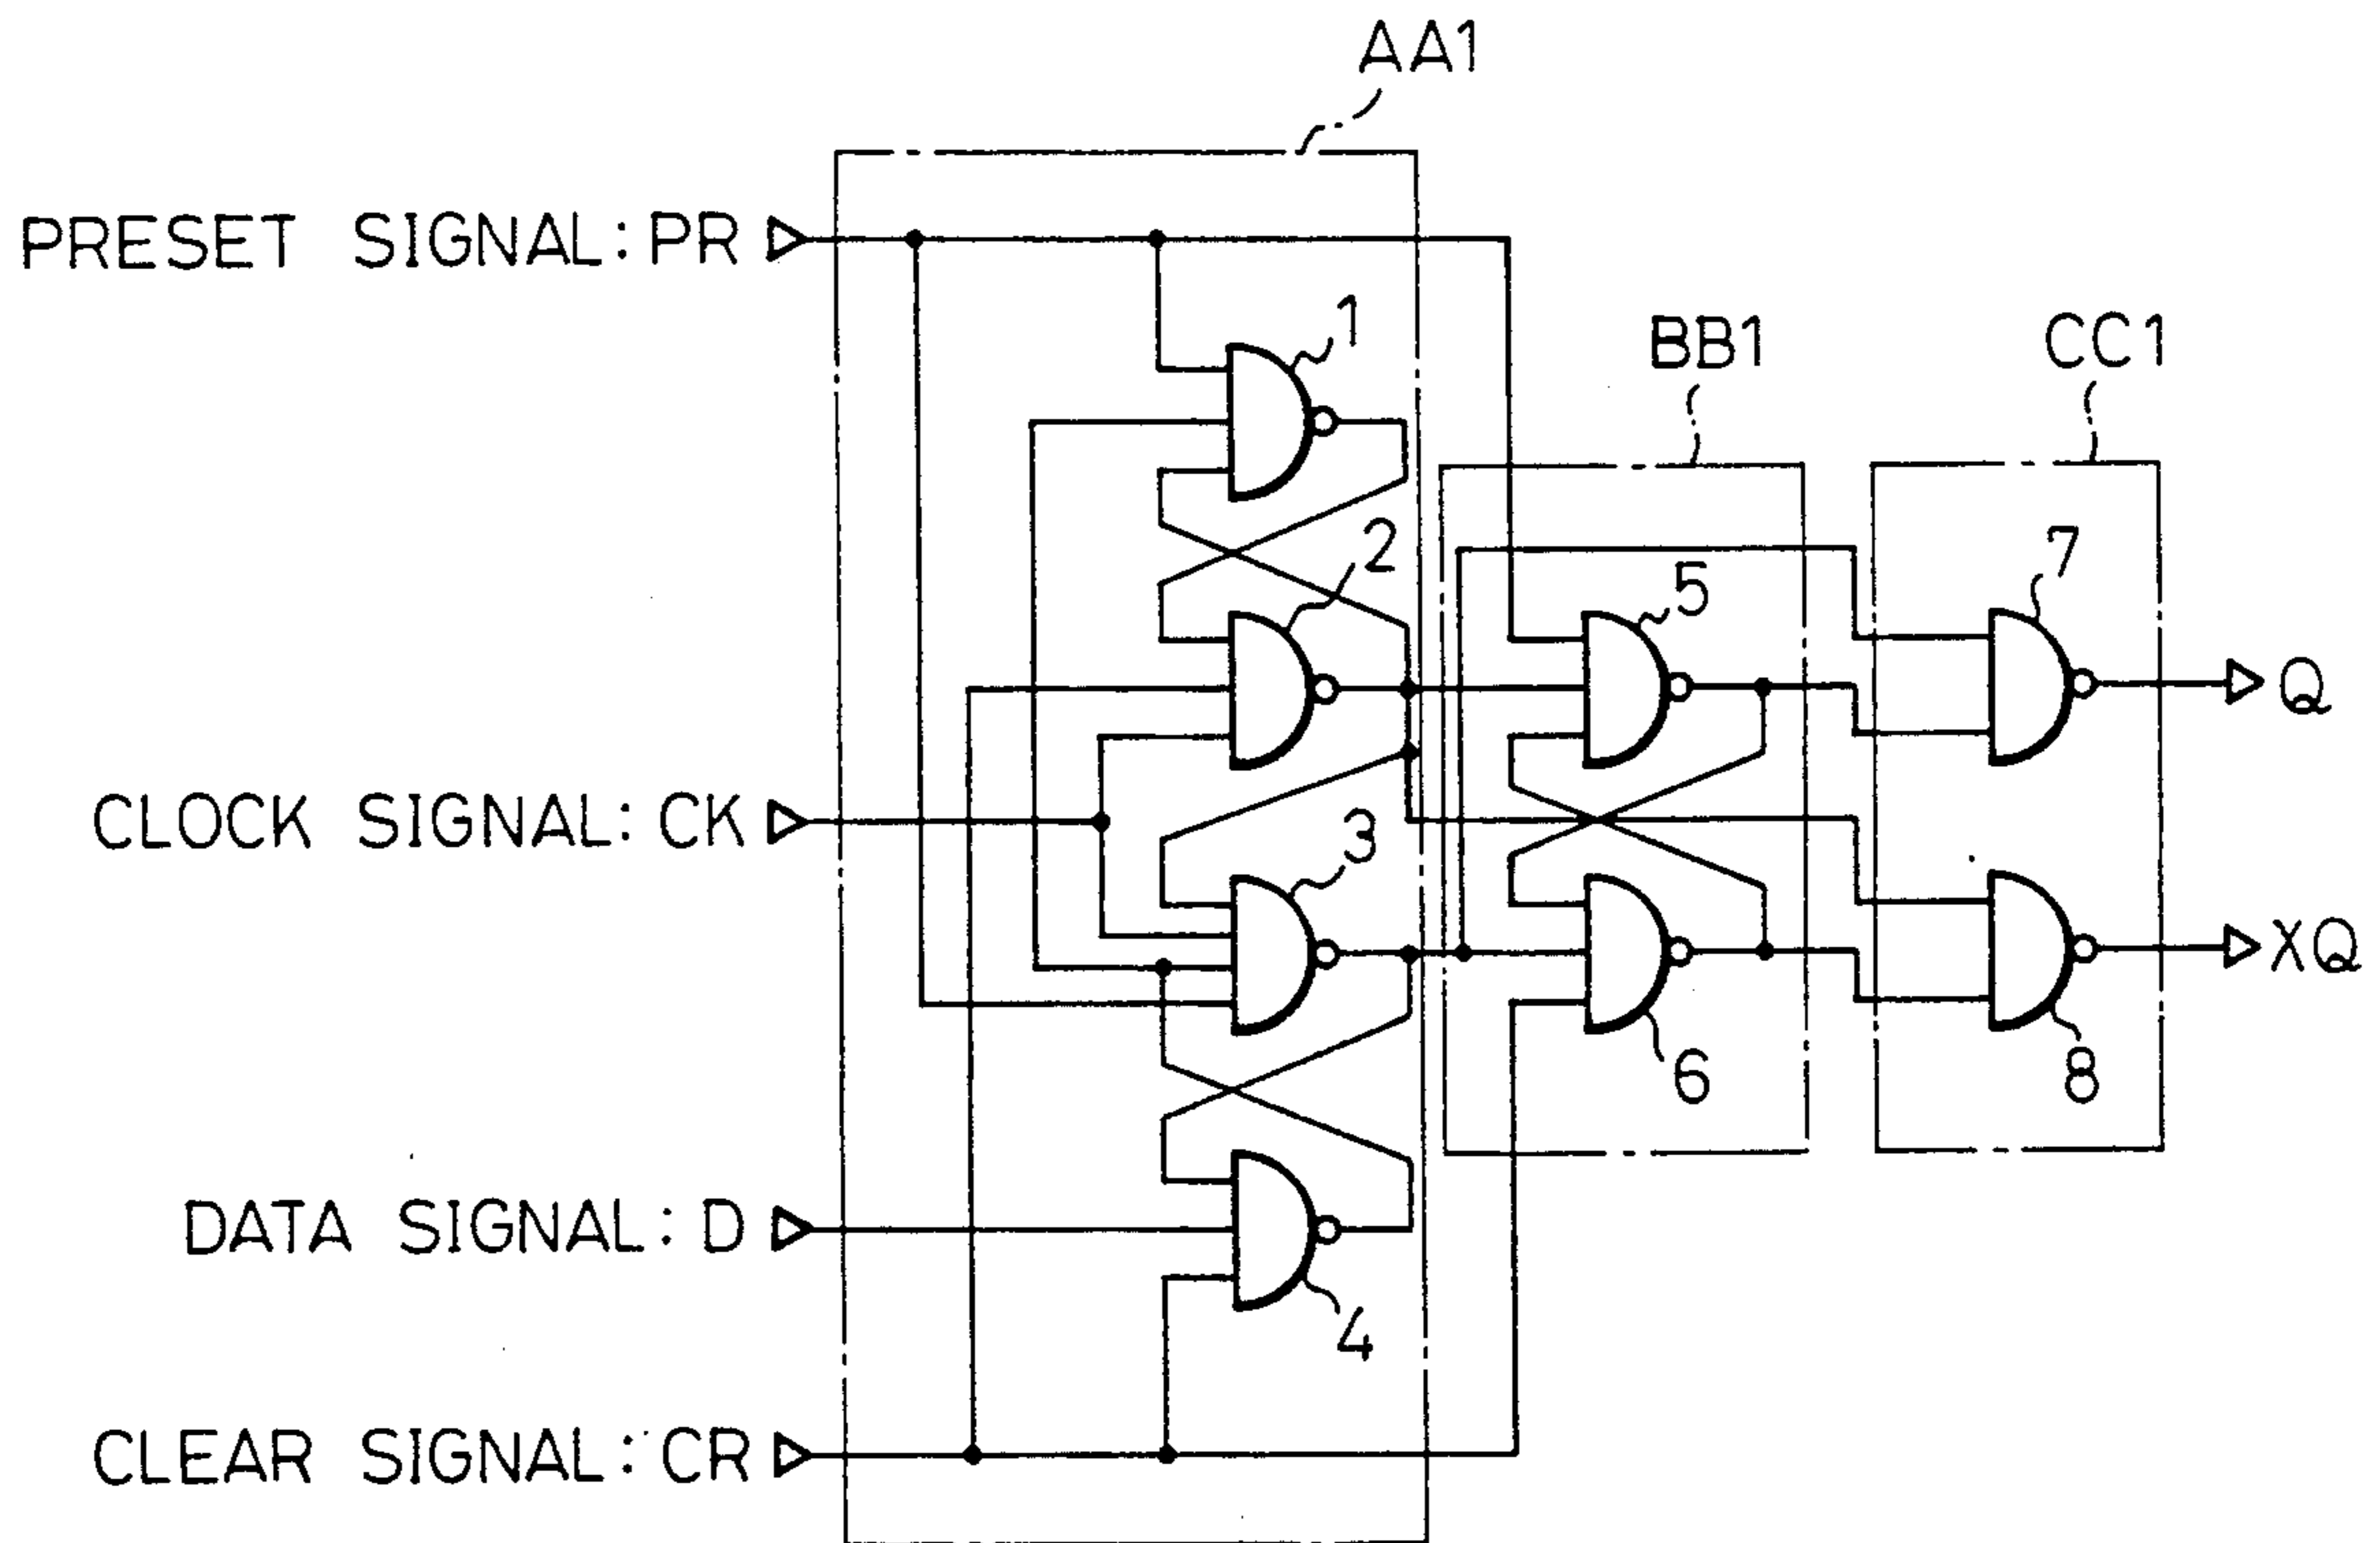 AA1
PRESET SIGNAL: PR
1
BB1
CC1
2
5
7
Q
CLOCK SIGNAL: CK
3
XQ
6
8
DATA SIGNAL: D
4
CLEAR SIGNAL: CR